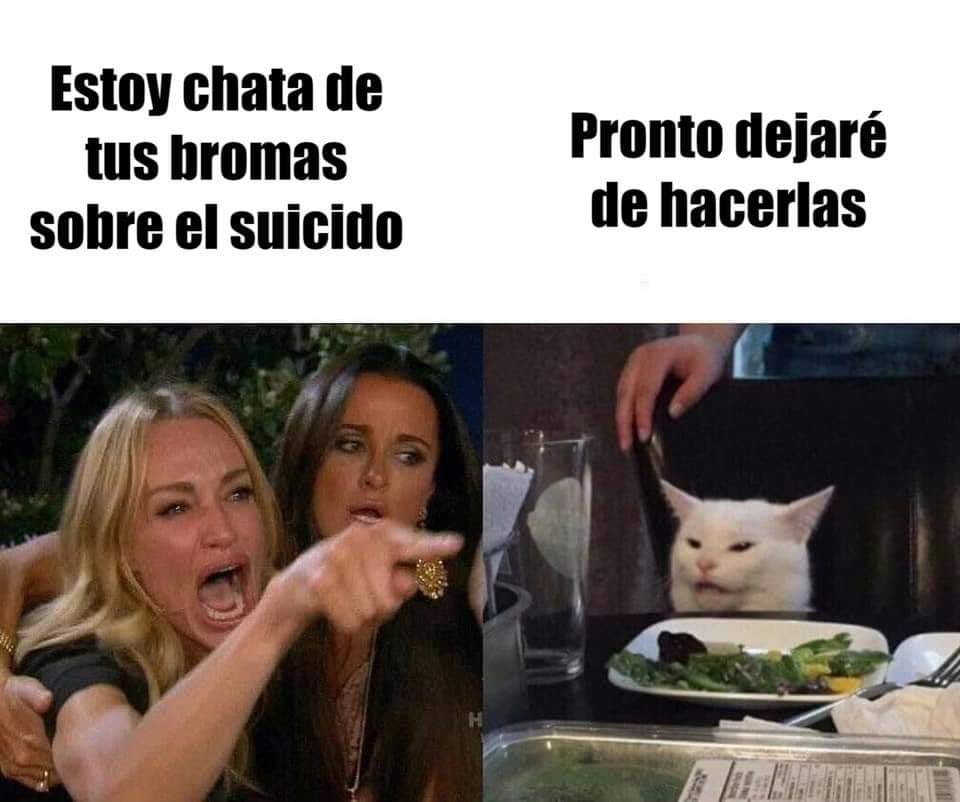 Estoy chata de
tus bromas
sobre el suicido
Pronto dejaré
de hacerlas
H